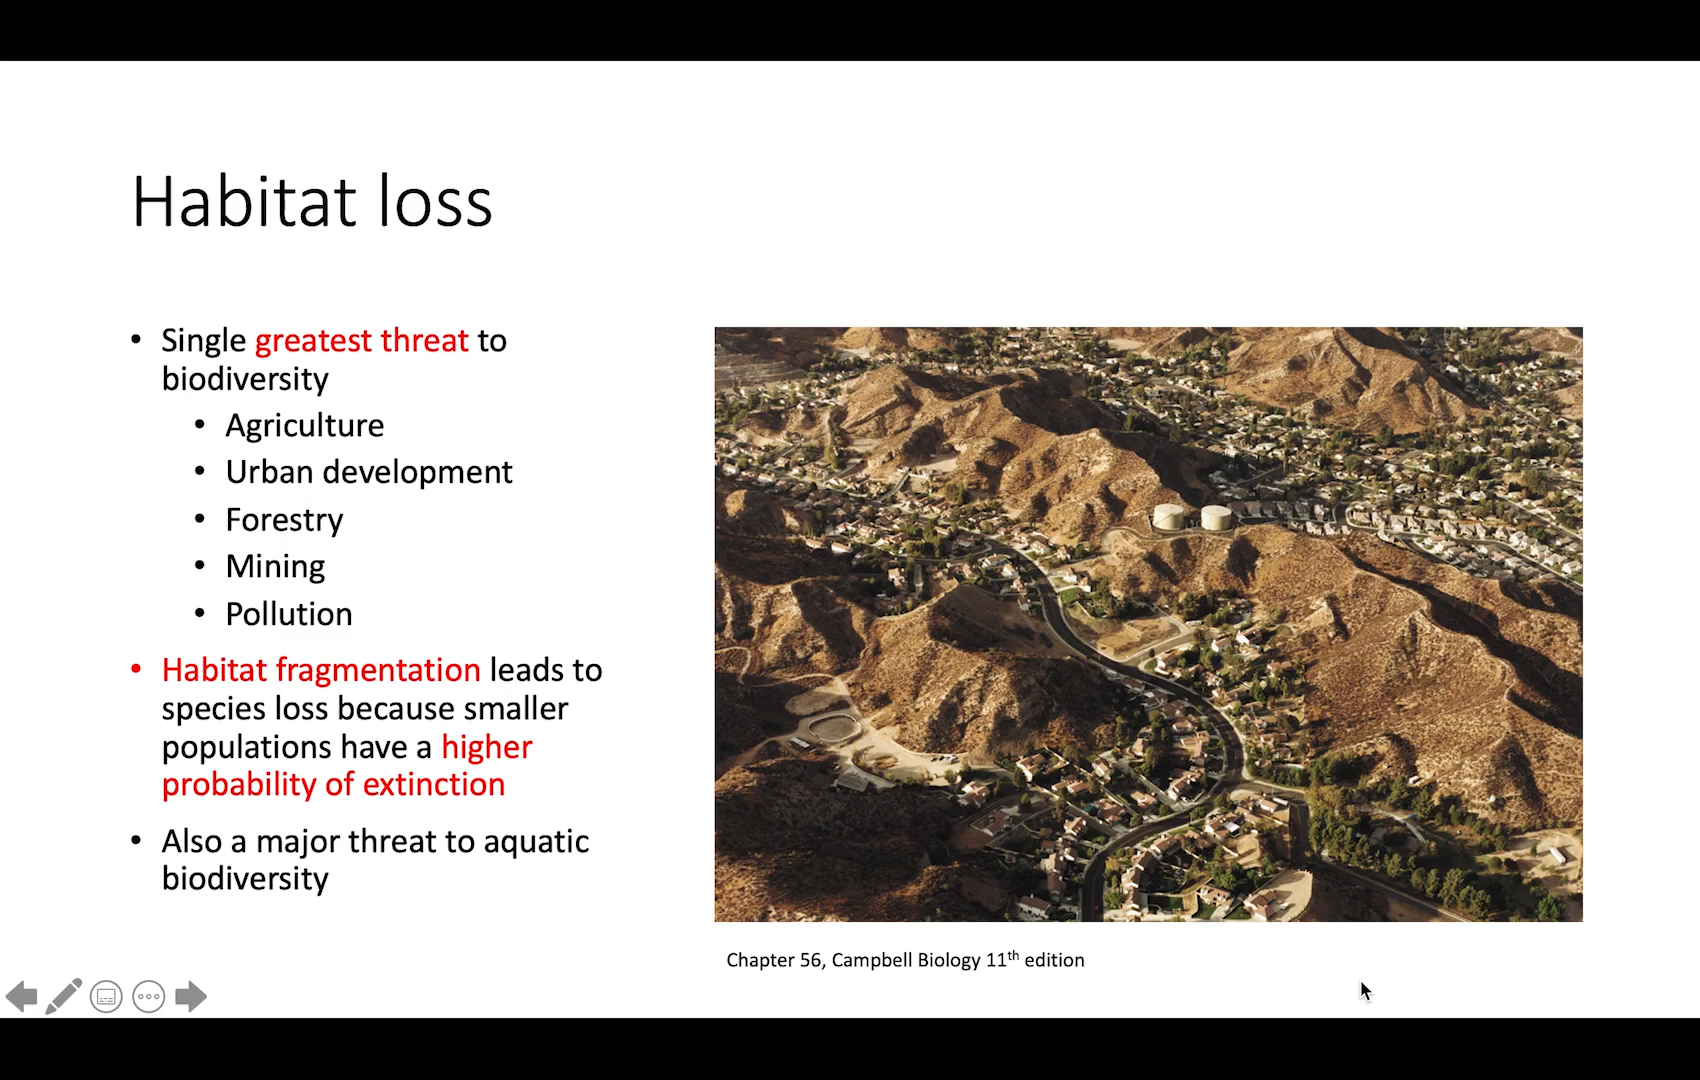 Habitat loss
• Single greatest threat to
biodiversity
• Agriculture
• Urban development
• Forestry
• Mining
• Pollution
• Habitat fragmentation leads to
species loss because smaller
populations have a higher
probability of extinction
• Also a major threat to aquatic
biodiversity
Chapter 56, Campbell Biology 11th edition